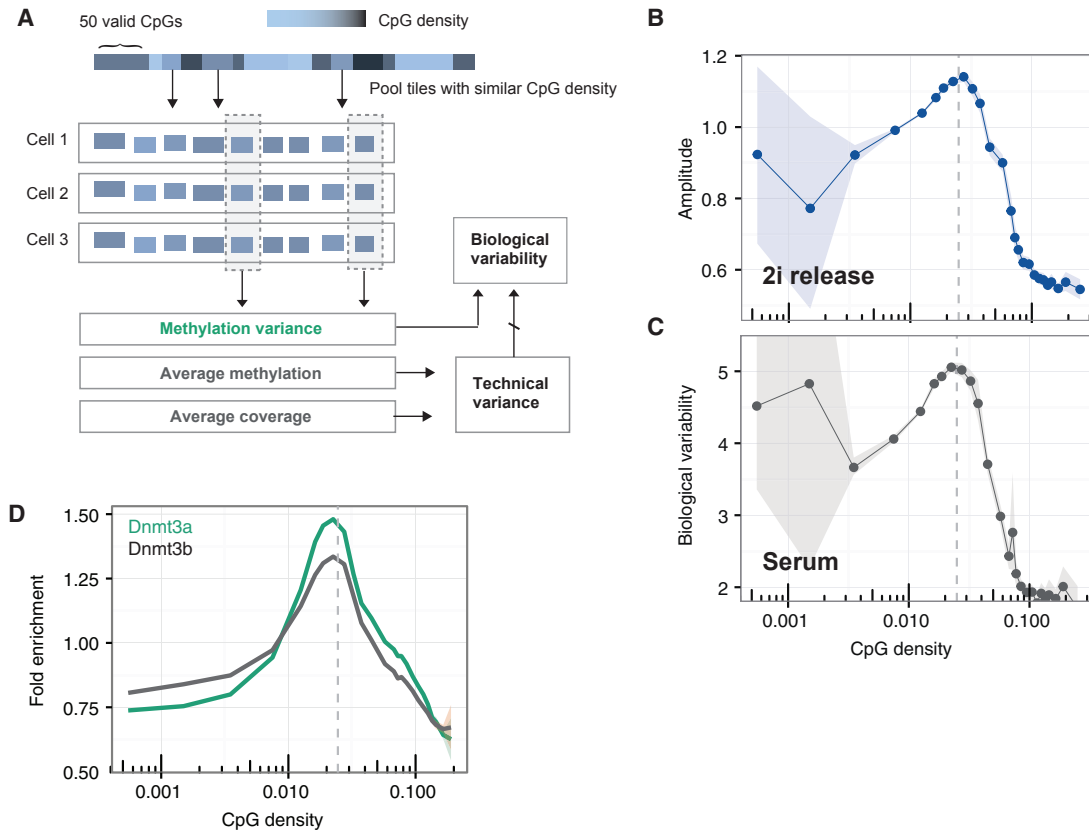 A
50 valid CpGs
CpG density
Pool tiles with similar CpG density
Cell 1
Cell 2
Cell 3
Biological
variability
Methylation variance
Average methylation
Average coverage
Technical
variance
B
1.2
1.0
0.8
0.6
Amplitude
2i release
C
5
4
3
2
Biological variability
Serum
0.001
0.010
0.100
CpG density
D
1.50
1.25
1.00
0.75
0.50
Fold enrichment
Dnmt3a
Dnmt3b
0.001
0.010
0.100
CpG density